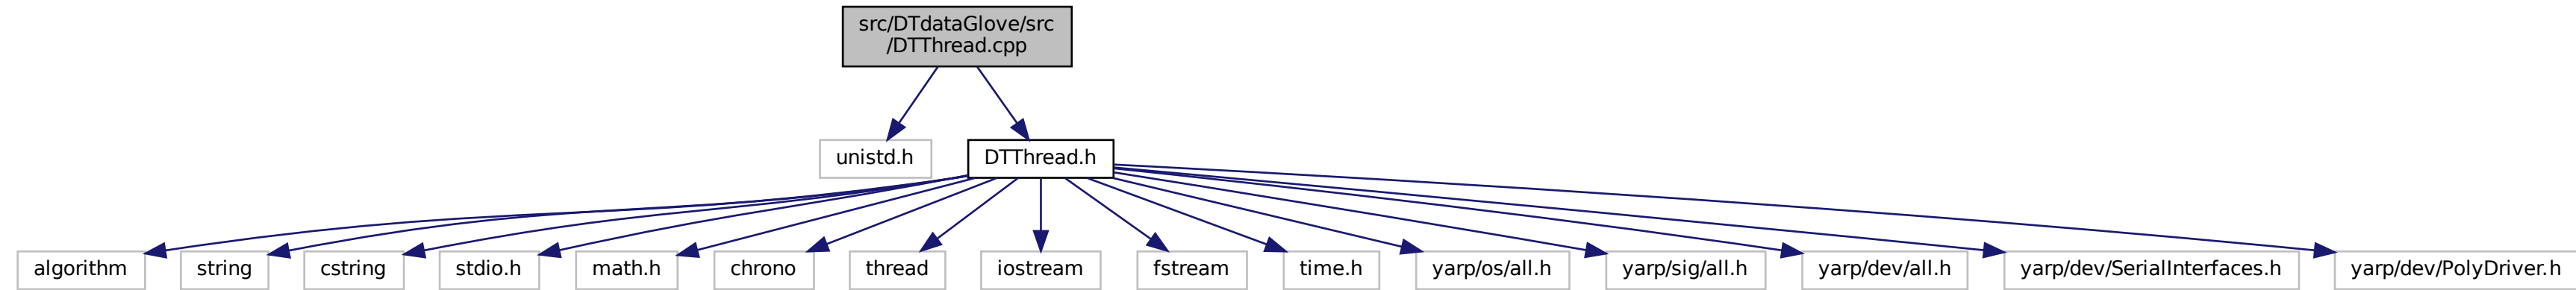 src/DTdataGlove/src
/DTThread.cpp
unistd.h
DTThread.h
algorithm
string
cstring
stdio.h
math.h
chrono
thread
iostream
fstream
time.h
yarp/os/all.h
yarp/sig/all.h
yarp/dev/all.h
yarp/dev/SerialInterfaces.h
yarp/dev/PolyDriver.h